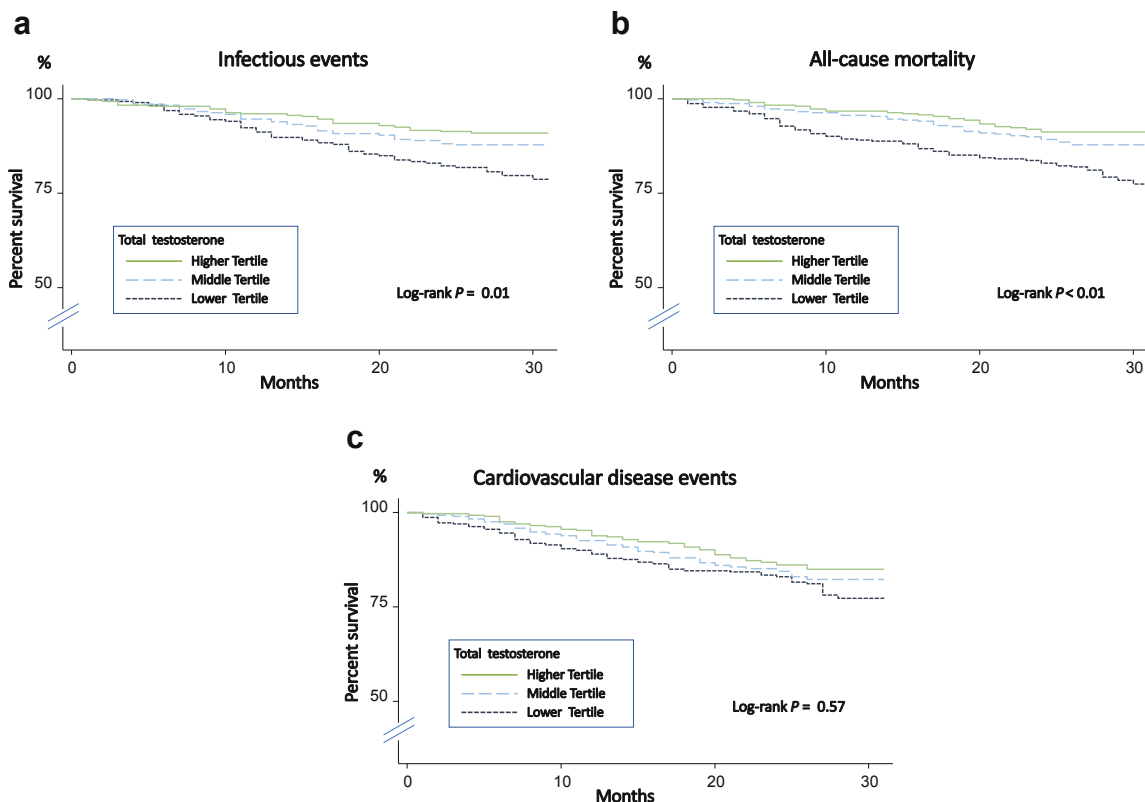 a
Infectious events
%
100
75
50
Percent survival
Total testosterone
Higher Tertile
Middle Tertile
Lower Tertile
Log-rank P = 0.01
0 10 20 30
Months
b
All-cause mortality
%
100
75
50
Percent survival
Total testosterone
Higher Tertile
Middle Tertile
Lower Tertile
Log-rank P < 0.01
0 10 20 30
Months
c
Cardiovascular disease events
%
100
75
50
Percent survival
Total testosterone
Higher Tertile
Middle Tertile
Lower Tertile
Log-rank P = 0.57
0 10 20 30
Months